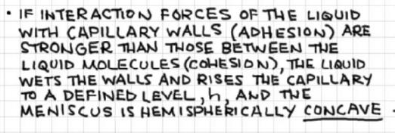 • IF INTERACTION FORCES OF THE LIQUID
WITH CAPILLARY WALLS (ADHESION) ARE
STRONGER THAN THOSE BETWEEN THE
LIQUID MOLECULES (COHESION), THE LIQUID
WETS THE WALLS AND RISES THE CAPILLARY
TO A DEFINED LEVEL, h, AND THE
MENISCUS IS HEMISPHERICALLY CONCAVE.